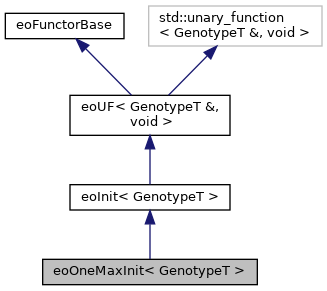 eoFunctorBase
std::unary_function
< GenotypeT &, void >
eoUF< GenotypeT &,
void >
eoInit< GenotypeT >
eoOneMaxInit< GenotypeT >